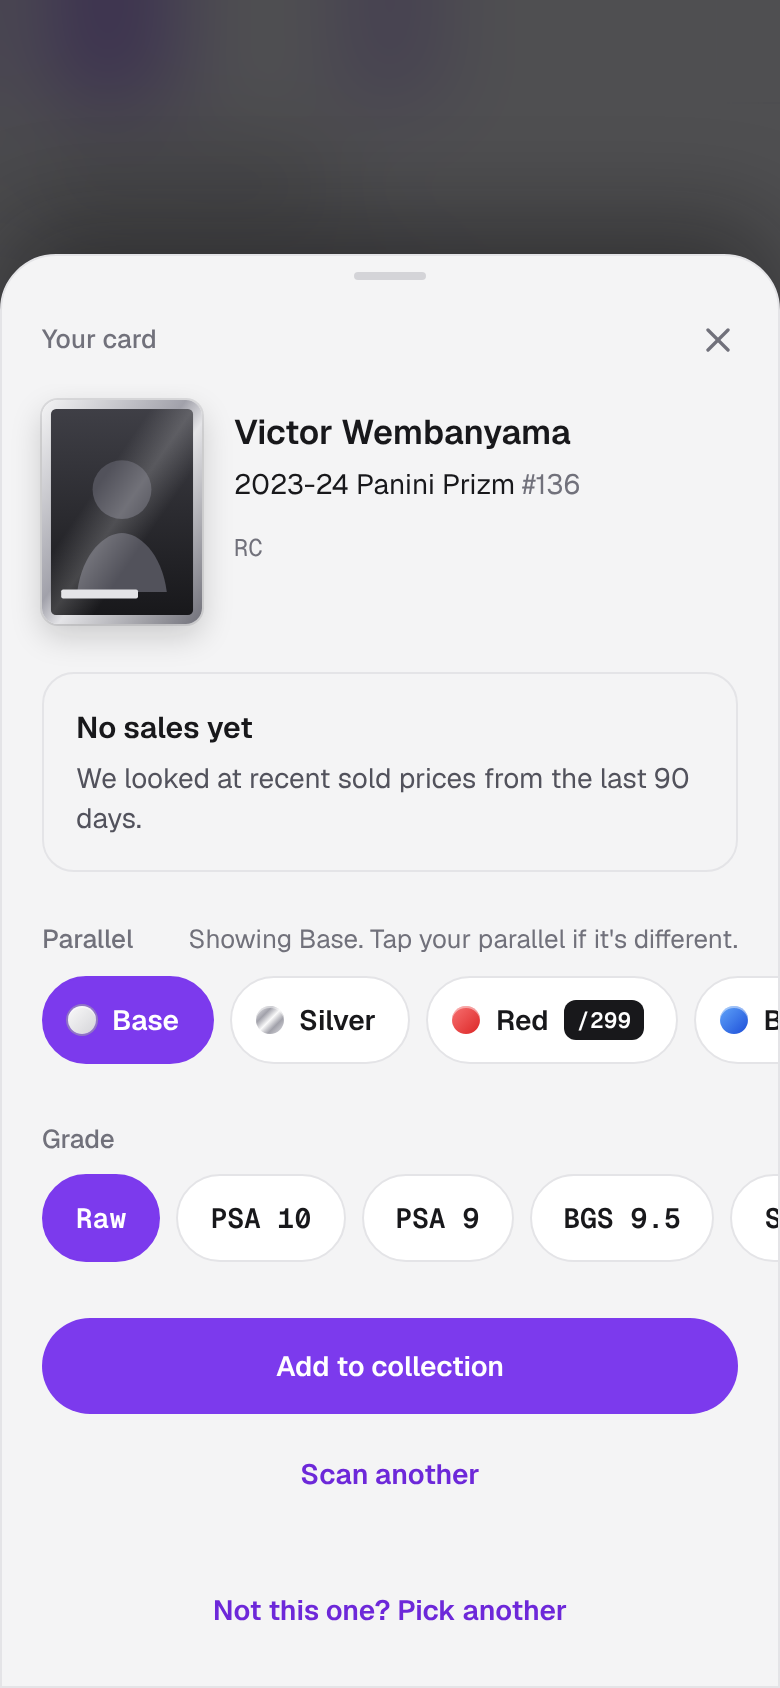 Your card
Victor Wembanyama
2023-24 Panini Prizm #136
RC
No sales yet
We looked at recent sold prices from the last 90
days.
Parallel Showing Base. Tap your parallel if it's different.
Base Silver Red /299
Grade
Raw PSA 10 PSA 9 BGS 9.5
Add to collection
Scan another
Not this one? Pick another